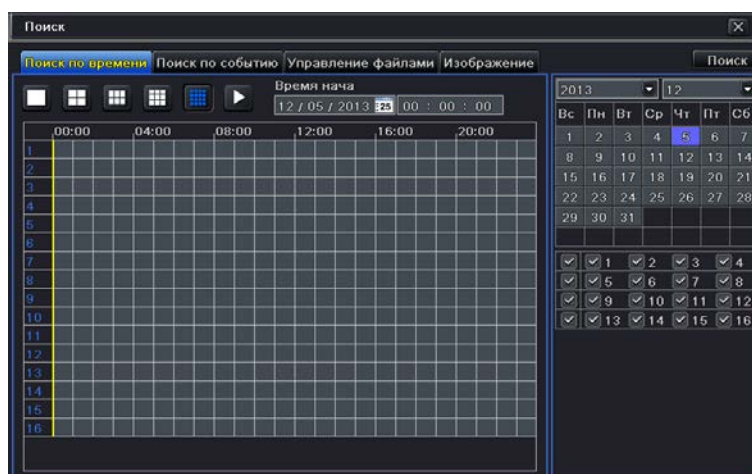 Поиск
Поиск по времени Поиск по событию Управление файлами Изображение Поиск
Время нача
12 / 05 / 2013 25 00 : 00 : 00
00:00 04:00 08:00 12:00 16:00 20:00
1
2
3
4
5
6
7
8
9
10
11
12
13
14
15
16
2013 12
Вс Пн Вт Ср Чт Пт Сб
1 2 3 4 5 6 7
8 9 10 11 12 13 14
15 16 17 18 19 20 21
22 23 24 25 26 27 28
29 30 31
1 2 3 4
5 6 7 8
9 10 11 12
13 14 15 16